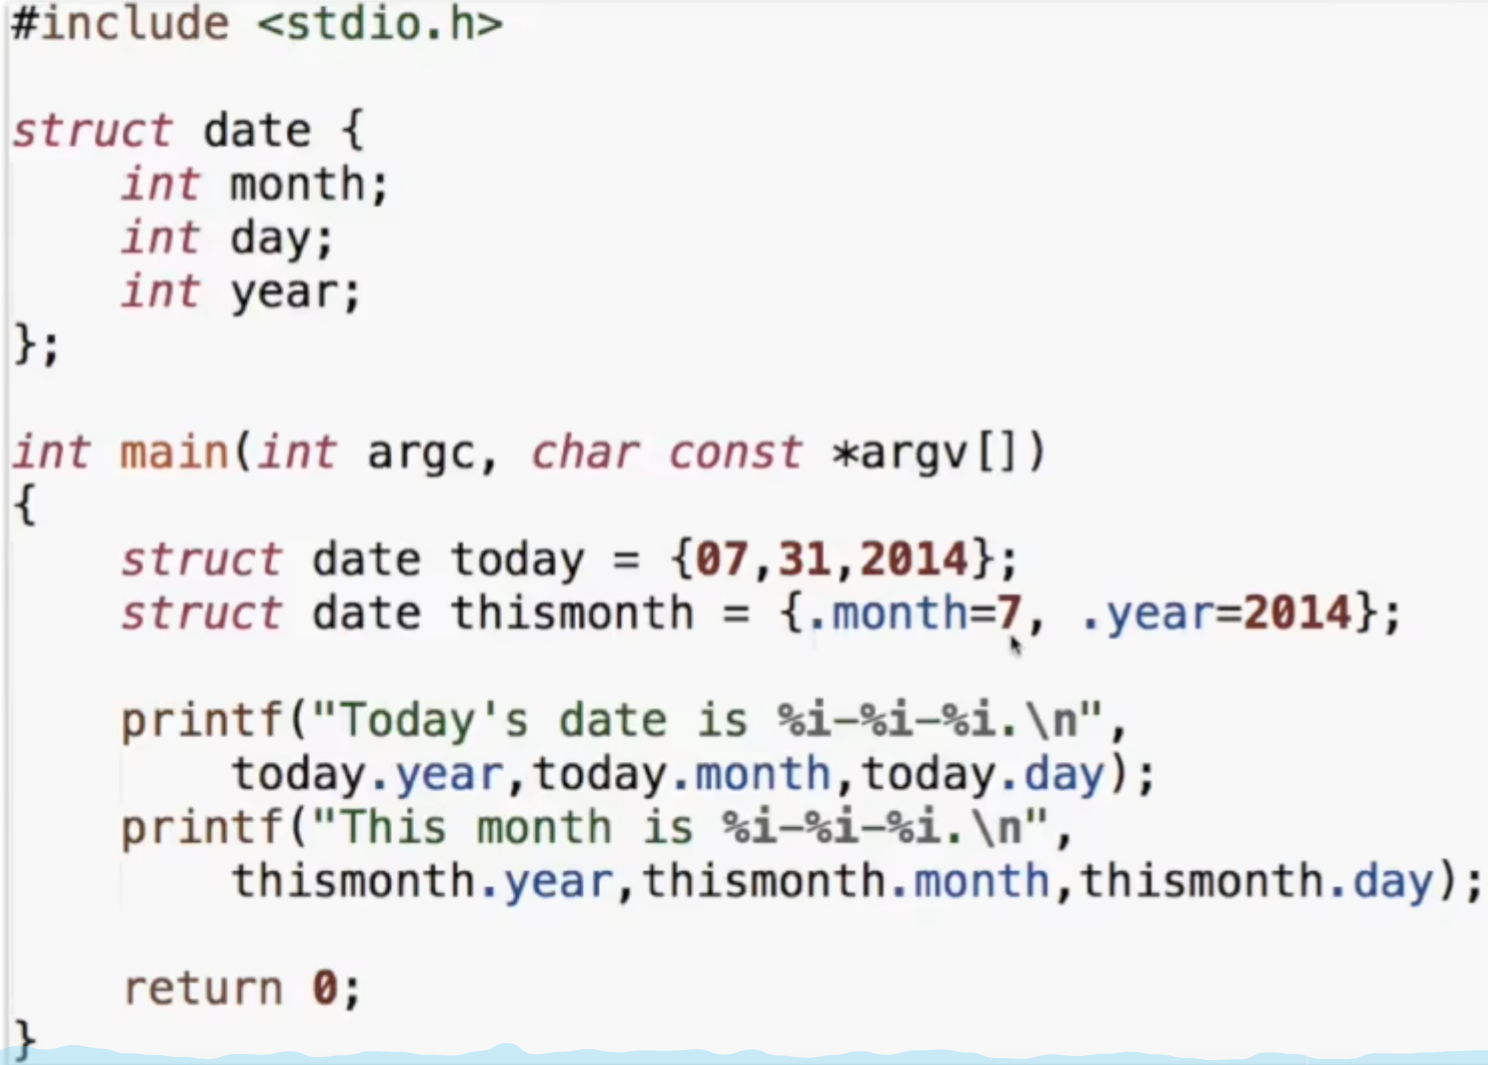 #include <stdio.h>
struct date {
    int month;
    int day;
    int year;
};
int main(int argc, char const *argv[])
{
    struct date today = {07,31,2014};
    struct date thismonth = {.month=7, .year=2014};
    printf("Today's date is %i-%i-%i.\n",
        today.year,today.month,today.day);
    printf("This month is %i-%i-%i.\n",
        thismonth.year,thismonth.month,thismonth.day);
    return 0;
}